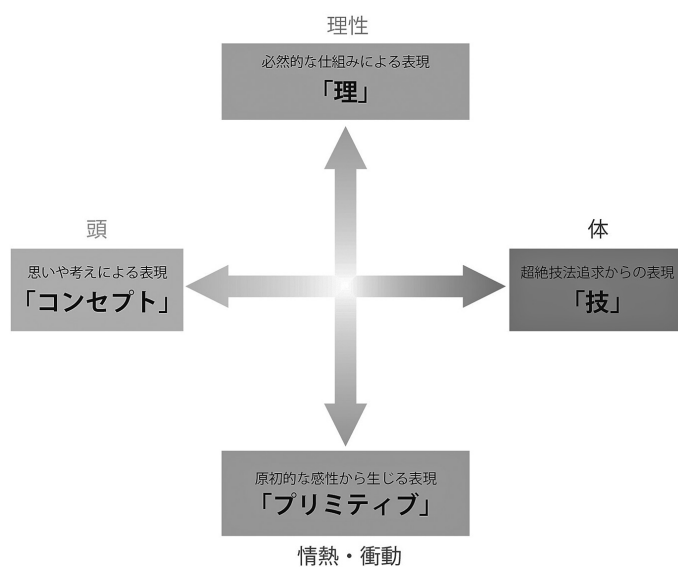 理性
必然的な仕組みによる表現
「理」
頭
思いや考えによる表現
「コンセプト」
体
超絶技法追求からの表現
「技」
原初的な感性から生じる表現
「プリミティブ」
情熱・衝動